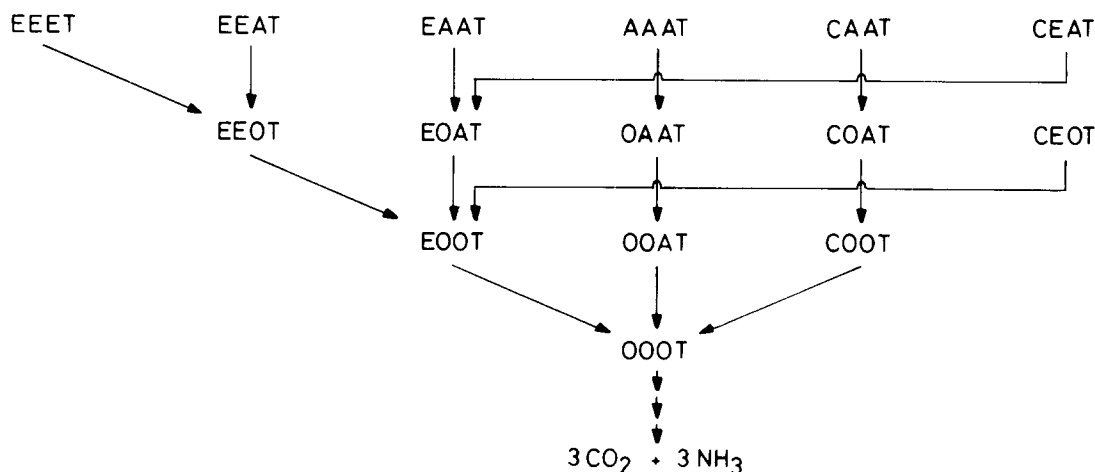 EEET EEAT EAAT AAAT CAAT CEAT
EEOT EOAT OAAT COAT CEOT
EOOT OOAT COOT
OOOT
3 CO2 + 3 NH3